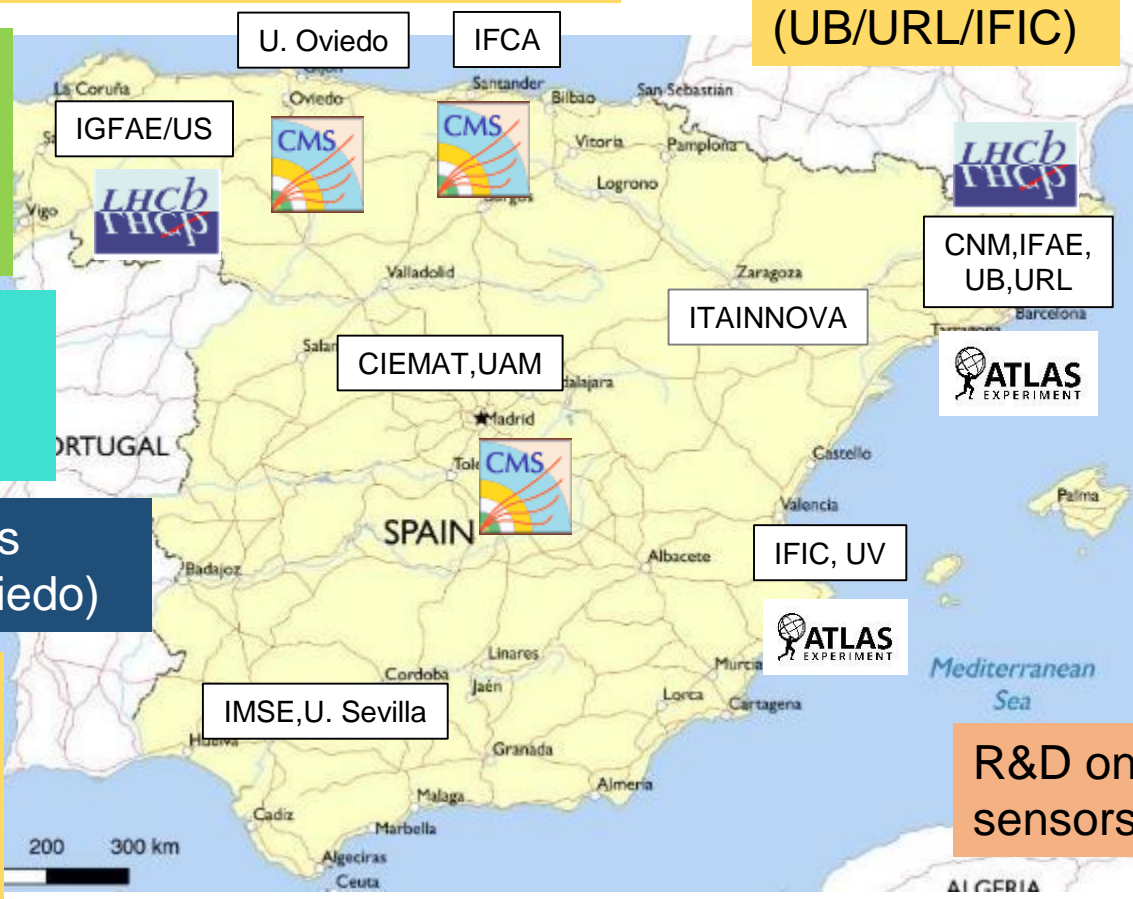 (UB/URL/IFIC)
U. Oviedo
IFCA
La Coruña
Oviedo
Santander
Bilbao
San Sebastián
IGFAE/US
CMS
CMS
Vitoria
Pamplona
LHCb
LHCb
Logrono
Vigo
CNM,IFAE,
UB,URL
Valladolid
Zaragoza
ITAINNOVA
Barcelona
CIEMAT,UAM
ATLAS
EXPERIMENT
Madrid
CMS
Castello
Palma
Valencia
SPAIN
IFIC, UV
Albacete
Badajoz
ATLAS
EXPERIMENT
Linares
Cordoba
Jaén
Murcia
Lorca
Cartagena
Mediterranean
Sea
IMSE,U. Sevilla
Granada
R&D on
sensors
Almeria
Malaga
Cadiz
Marbella
200 300 km
Algeciras
Ceuta
ALGERIA